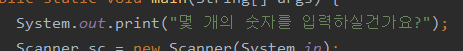 System.out.print("몇 개의 숫자를 입력하실건가요?");
Scanner sc = new Scanner(System.in);